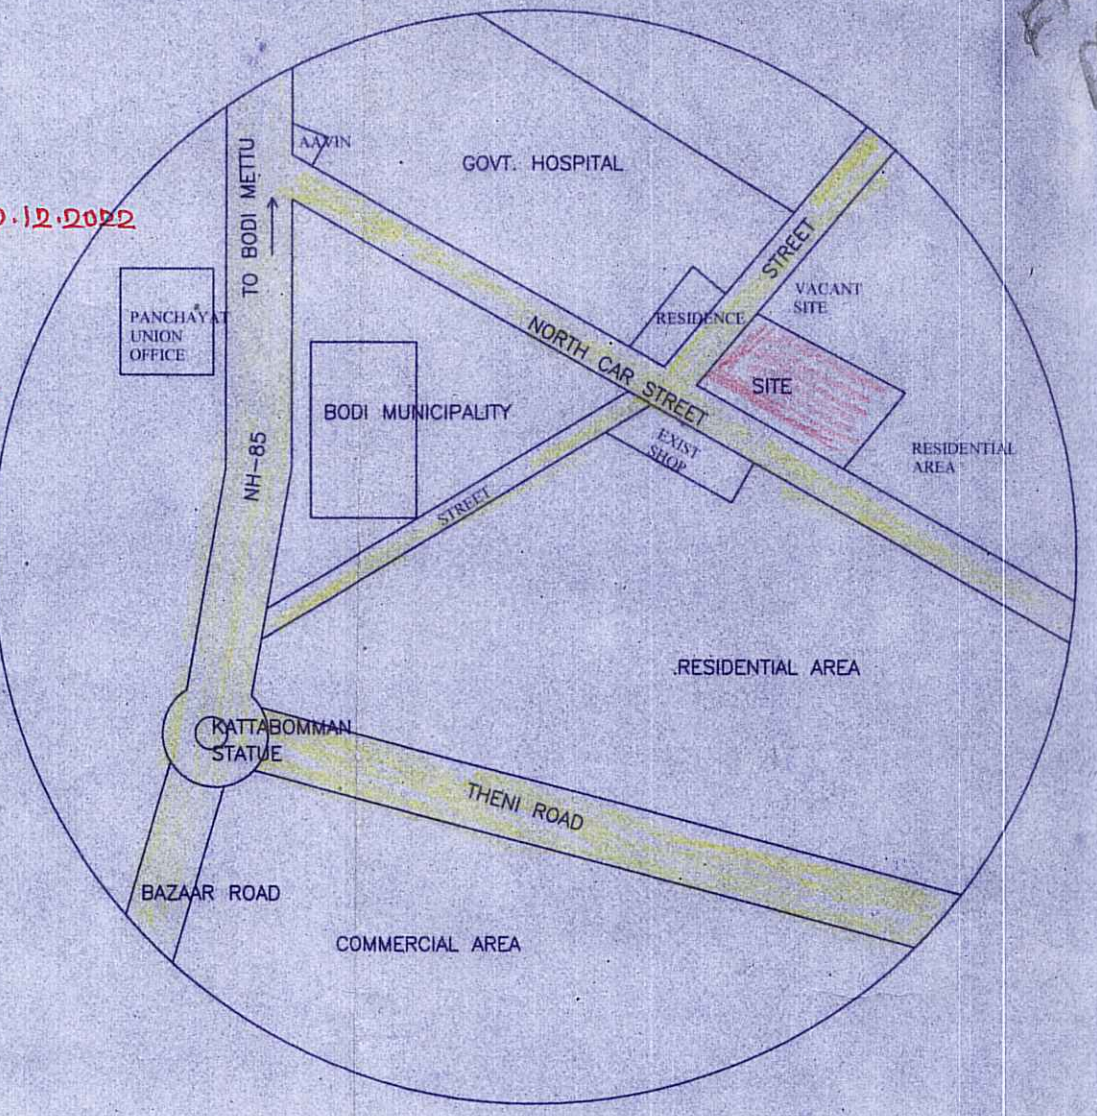 AAVIN
GOVT. HOSPITAL
TO BODI METTU
.12.2022
STREET
PANCHAYAT
UNION
OFFICE
VACANT
SITE
RESIDENCE
NORTH CAR STREET
SITE
BODI MUNICIPALITY
EXIST
SHOP
RESIDENTIAL
AREA
NH-85
STREET
RESIDENTIAL AREA
KATTABOMMAN
STATUE
THENI ROAD
BAZAAR ROAD
COMMERCIAL AREA